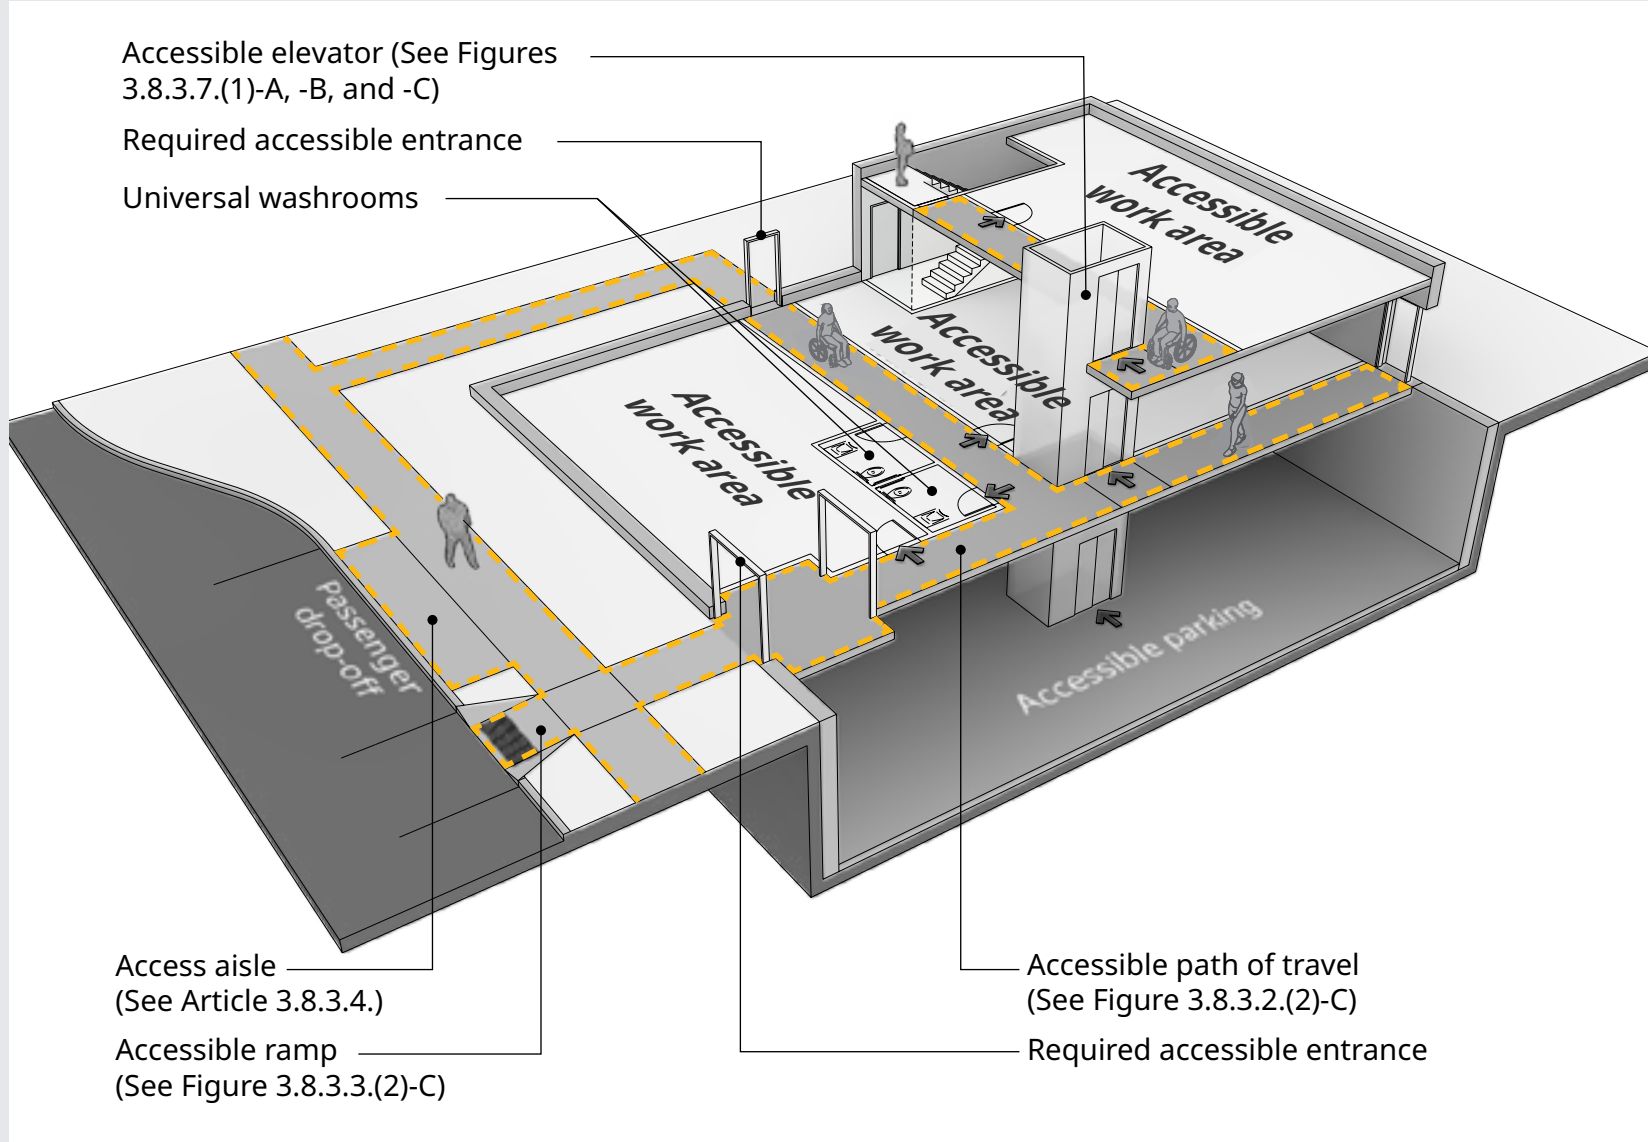 Accessible elevator (See Figures
3.8.3.7.(1)-A, -B, and -C)
Required accessible entrance
Universal washrooms
Accessible
work area
Accessible
work area
Accessible
work area
Passenger
drop-off
Accessible parking
Access aisle
(See Article 3.8.3.4.)
Accessible ramp
(See Figure 3.8.3.3.(2)-C)
Accessible path of travel
(See Figure 3.8.3.2.(2)-C)
Required accessible entrance